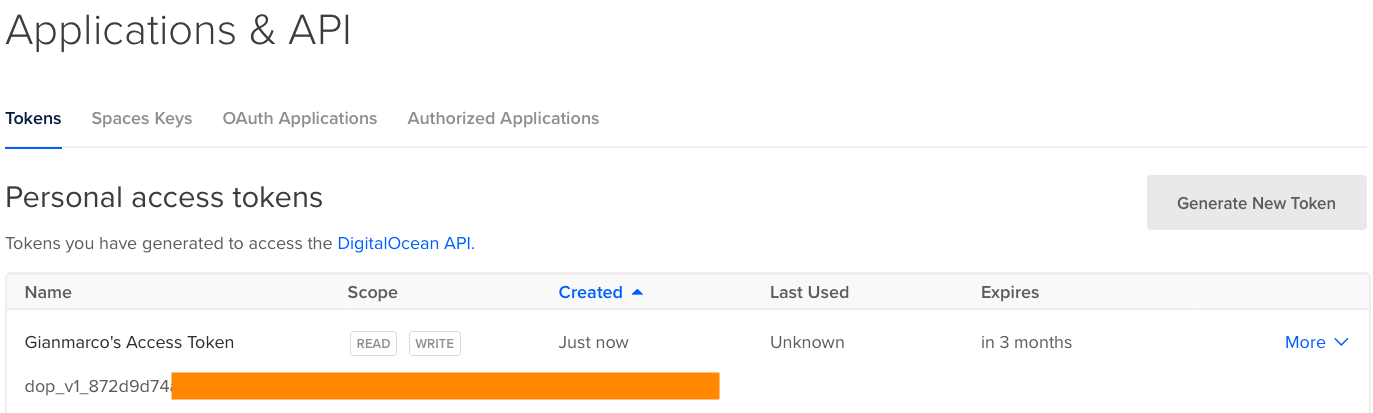 Applications & API
Tokens Spaces Keys OAuth Applications Authorized Applications
Personal access tokens
Generate New Token
Tokens you have generated to access the DigitalOcean API.
Name Scope Created Last Used Expires
Gianmarco's Access Token READ WRITE Just now Unknown in 3 months More
dop_v1_872d9d74